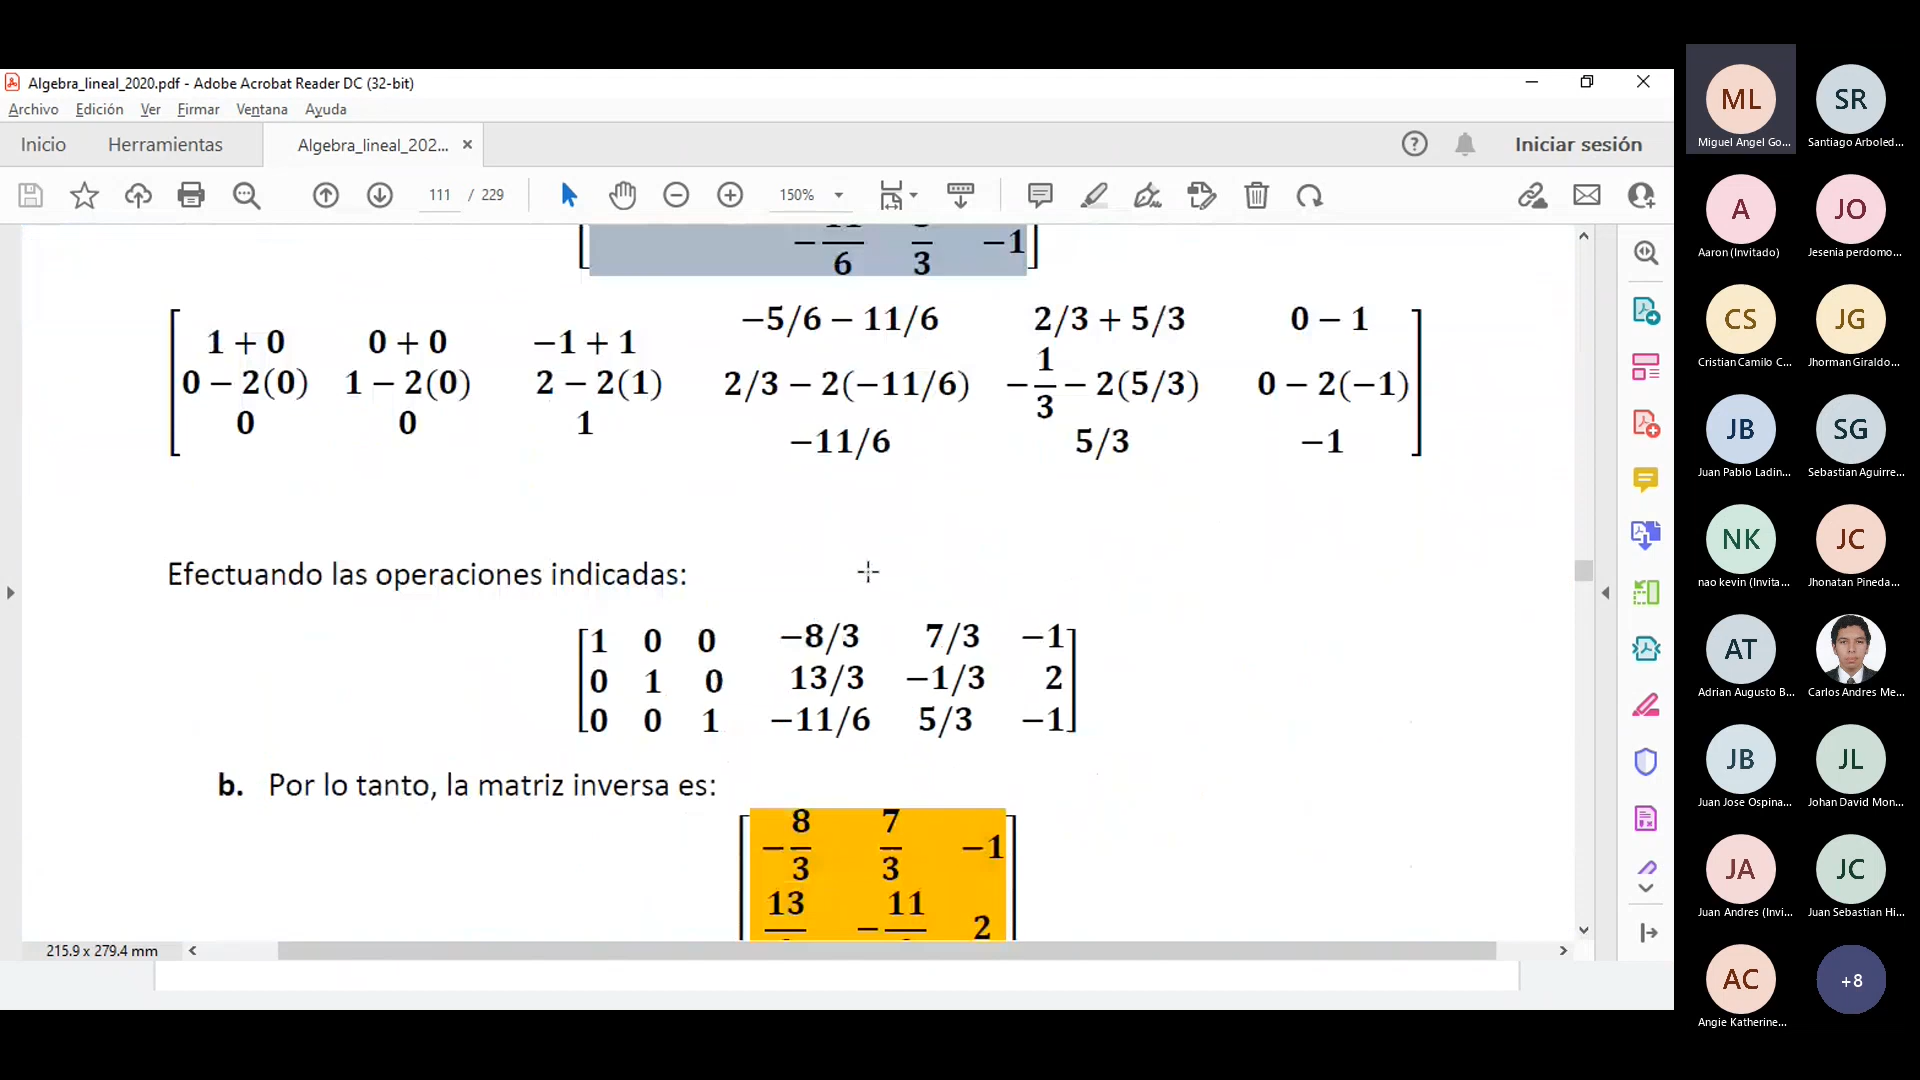 Algebra_lineal_2020.pdf - Adobe Acrobat Reader DC (32-bit)
Archivo Edición Ver Firmar Ventana Ayuda
Inicio Herramientas Algebra_lineal_202... × Iniciar sesión
111 / 229 150%
−11/6 /3 −1
1 + 0 0 + 0 −1 + 1 −5/6 − 11/6 2/3 + 5/3 0 − 1
0 − 2(0) 1 − 2(0) 2 − 2(1) 2/3 − 2(−11/6) −1/3 − 2(5/3) 0 − 2(−1)
0 0 1 −11/6 5/3 −1
Efectuando las operaciones indicadas:
1 0 0 −8/3 7/3 −1
0 1 0 13/3 −1/3 2
0 0 1 −11/6 5/3 −1
b. Por lo tanto, la matriz inversa es:
−8/3 7/3 −1
13 −11 2
215.9 x 279.4 mm
ML SR
Miguel Angel Go... Santiago Arboled...
A JO
Aaron (Invitado) Jesenia perdomo...
CS JG
Cristian Camilo C... Jhorman Giraldo...
JB SG
Juan Pablo Ladin... Sebastian Aguirre...
NK JC
nao kevin (Invita... Jhonatan Pineda...
AT
Adrian Augusto B... Carlos Andres Me...
JB JL
Juan Jose Ospina... Johan David Mon...
JA JC
Juan Andres (Invi... Juan Sebastian Hi...
AC +8
Angie Katherine...